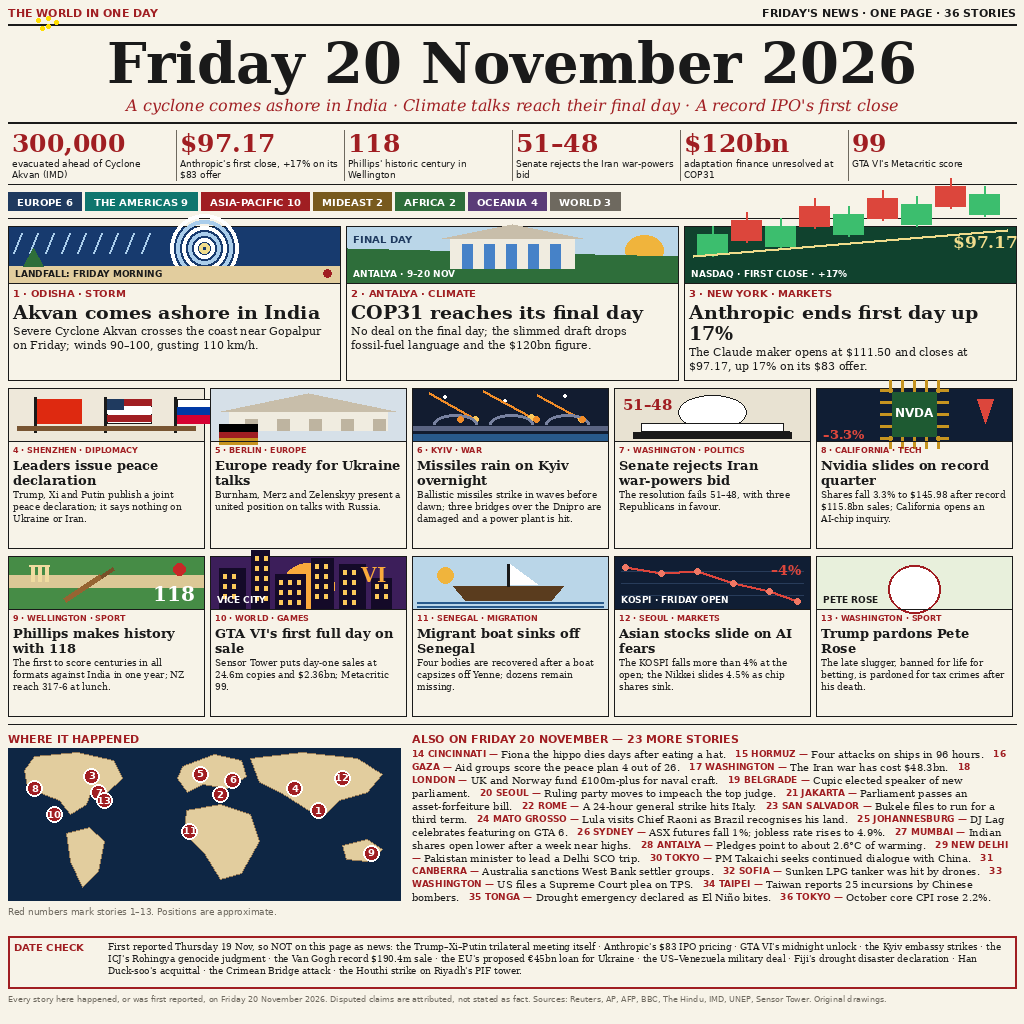 THE WORLD IN ONE DAY
FRIDAY'S NEWS · ONE PAGE · 36 STORIES
Friday 20 November 2026
A cyclone comes ashore in India · Climate talks reach their final day · A record IPO's first close
300,000
evacuated ahead of Cyclone
Akvan (IMD)
$97.17
Anthropic's first close, +17% on its
$83 offer
118
Phillips' historic century in
Wellington
51–48
Senate rejects the Iran war-powers
bid
$120bn
adaptation finance unresolved at
COP31
99
GTA VI's Metacritic score
EUROPE 6
THE AMERICAS 9
ASIA-PACIFIC 10
MIDEAST 2
AFRICA 2
OCEANIA 4
WORLD 3
LANDFALL: FRIDAY MORNING
1 · ODISHA · STORM
Akvan comes ashore in India
Severe Cyclone Akvan crosses the coast near Gopalpur
on Friday; winds 90–100, gusting 110 km/h.
FINAL DAY
ANTALYA · 9–20 NOV
2 · ANTALYA · CLIMATE
COP31 reaches its final day
No deal on the final day; the slimmed draft drops
fossil-fuel language and the $120bn figure.
$97.17
NASDAQ · FIRST CLOSE · +17%
3 · NEW YORK · MARKETS
Anthropic ends first day up
17%
The Claude maker opens at $111.50 and closes at
$97.17, up 17% on its $83 offer.
4 · SHENZHEN · DIPLOMACY
Leaders issue peace
declaration
Trump, Xi and Putin publish a joint
peace declaration; it says nothing on
Ukraine or Iran.
5 · BERLIN · EUROPE
Europe ready for Ukraine
talks
Burnham, Merz and Zelenskyy present a
united position on talks with Russia.
6 · KYIV · WAR
Missiles rain on Kyiv
overnight
Ballistic missiles strike in waves before
dawn; three bridges over the Dnipro are
damaged and a power plant is hit.
51–48
7 · WASHINGTON · POLITICS
Senate rejects Iran
war-powers bid
The resolution fails 51–48, with three
Republicans in favour.
NVDA
–3.3%
8 · CALIFORNIA · TECH
Nvidia slides on record
quarter
Shares fall 3.3% to $145.98 after record
$115.8bn sales; California opens an
AI-chip inquiry.
118
9 · WELLINGTON · SPORT
Phillips makes history
with 118
The first to score centuries in all
formats against India in one year; NZ
reach 317-6 at lunch.
VI
VICE CITY
10 · WORLD · GAMES
GTA VI's first full day on
sale
Sensor Tower puts day-one sales at
24.6m copies and $2.36bn; Metacritic
99.
11 · SENEGAL · MIGRATION
Migrant boat sinks off
Senegal
Four bodies are recovered after a boat
capsizes off Yenne; dozens remain
missing.
–4%
KOSPI · FRIDAY OPEN
12 · SEOUL · MARKETS
Asian stocks slide on AI
fears
The KOSPI falls more than 4% at the
open; the Nikkei slides 4.5% as chip
shares sink.
PETE ROSE
13 · WASHINGTON · SPORT
Trump pardons Pete
Rose
The late slugger, banned for life for
betting, is pardoned for tax crimes after
his death.
WHERE IT HAPPENED
3
8
7
13
10
5
6
2
4
12
1
11
9
Red numbers mark stories 1–13. Positions are approximate.
ALSO ON FRIDAY 20 NOVEMBER — 23 MORE STORIES
14 CINCINNATI — Fiona the hippo dies days after eating a hat. 15 HORMUZ — Four attacks on ships in 96 hours. 16
GAZA — Aid groups score the peace plan 4 out of 26. 17 WASHINGTON — The Iran war has cost $48.3bn. 18
LONDON — UK and Norway fund £100m-plus for naval craft. 19 BELGRADE — Cupic elected speaker of new
parliament. 20 SEOUL — Ruling party moves to impeach the top judge. 21 JAKARTA — Parliament passes an
asset-forfeiture bill. 22 ROME — A 24-hour general strike hits Italy. 23 SAN SALVADOR — Bukele files to run for a
third term. 24 MATO GROSSO — Lula visits Chief Raoni as Brazil recognises his land. 25 JOHANNESBURG — DJ Lag
celebrates featuring on GTA 6. 26 SYDNEY — ASX futures fall 1%; jobless rate rises to 4.9%. 27 MUMBAI — Indian
shares open lower after a week near highs. 28 ANTALYA — Pledges point to about 2.6°C of warming. 29 NEW DELHI
— Pakistan minister to lead a Delhi SCO trip. 30 TOKYO — PM Takaichi seeks continued dialogue with China. 31
CANBERRA — Australia sanctions West Bank settler groups. 32 SOFIA — Sunken LPG tanker was hit by drones. 33
WASHINGTON — US files a Supreme Court plea on TPS. 34 TAIPEI — Taiwan reports 25 incursions by Chinese
bombers. 35 TONGA — Drought emergency declared as El Niño bites. 36 TOKYO — October core CPI rose 2.2%.
DATE CHECK
First reported Thursday 19 Nov, so NOT on this page as news: the Trump–Xi–Putin trilateral meeting itself · Anthropic's $83 IPO pricing · GTA VI's midnight unlock · the Kyiv embassy strikes · the
ICJ's Rohingya genocide judgment · the Van Gogh record $190.4m sale · the EU's proposed €45bn loan for Ukraine · the US–Venezuela military deal · Fiji's drought disaster declaration · Han
Duck-soo's acquittal · the Crimean Bridge attack · the Houthi strike on Riyadh's PIF tower.
Every story here happened, or was first reported, on Friday 20 November 2026. Disputed claims are attributed, not stated as fact. Sources: Reuters, AP, AFP, BBC, The Hindu, IMD, UNEP, Sensor Tower. Original drawings.